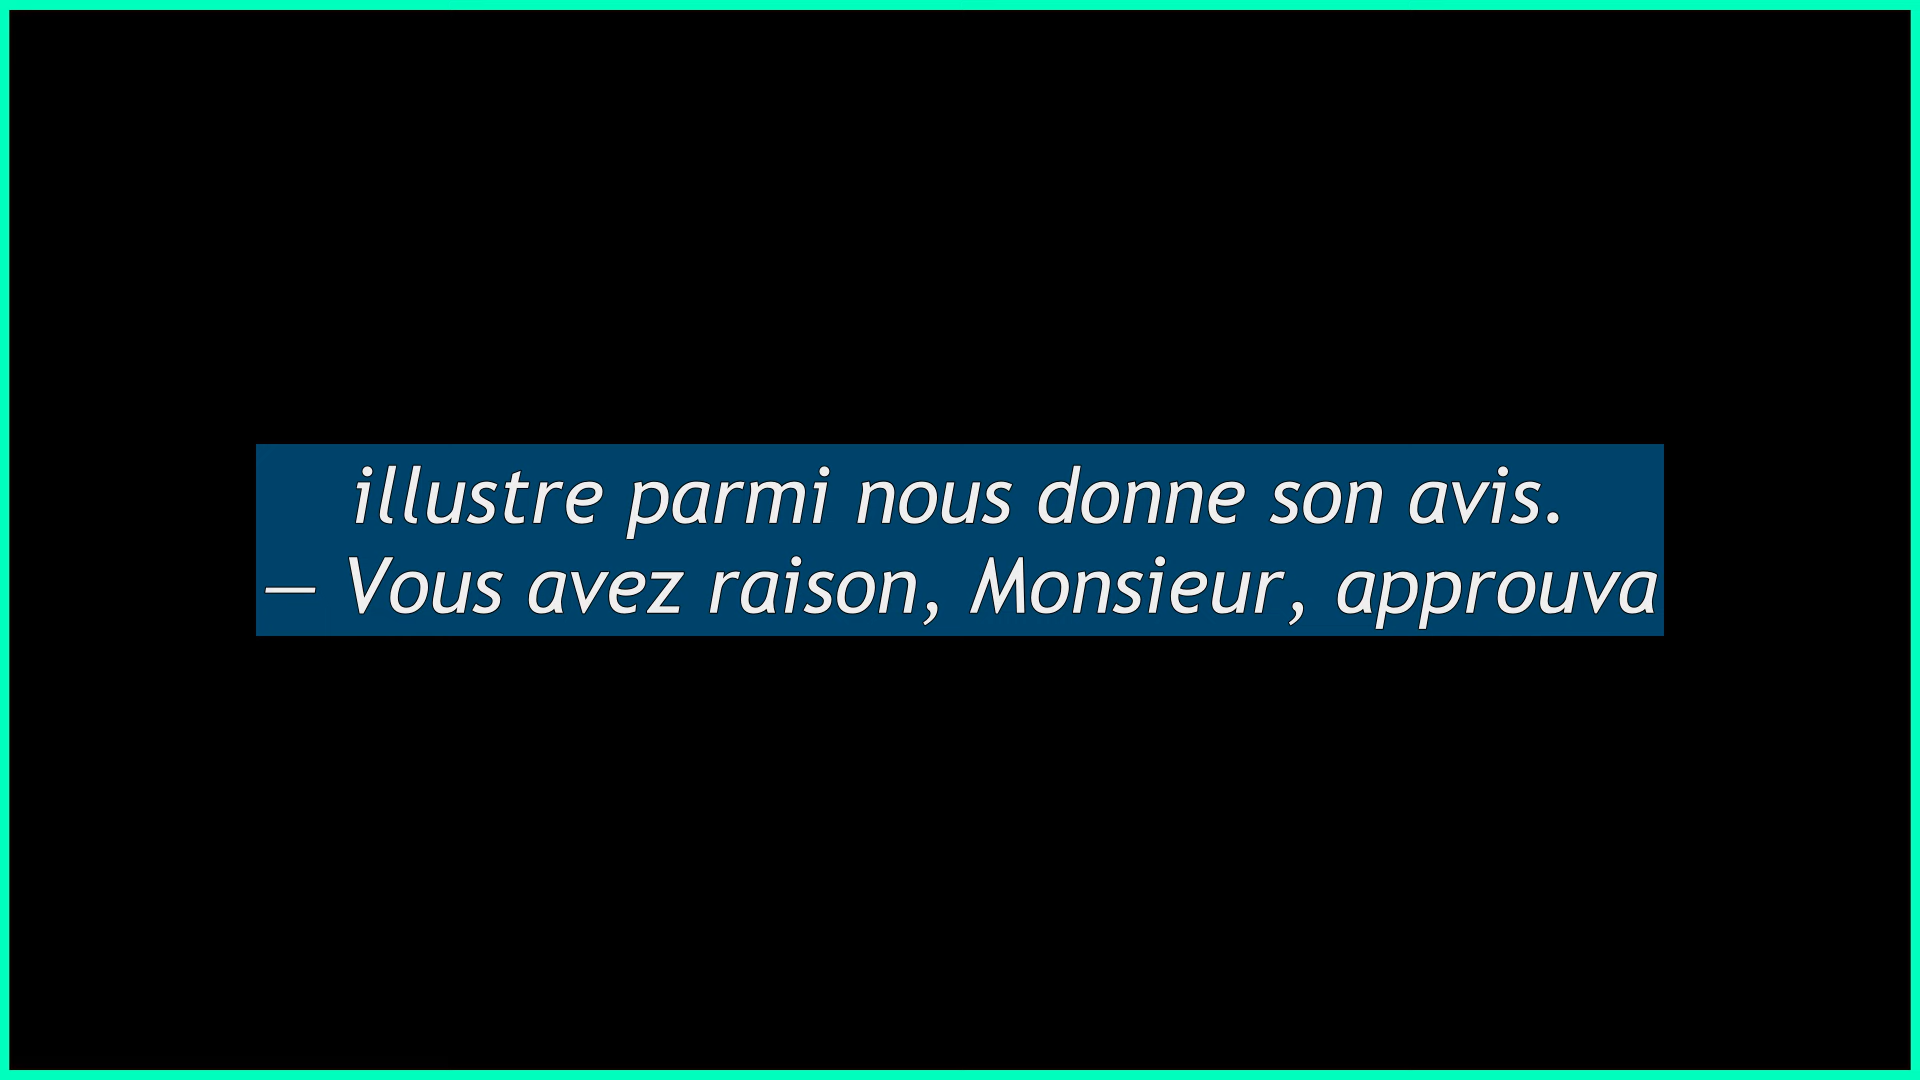 illustre parmi nous donne son avis.
— Vous avez raison, Monsieur, approuva